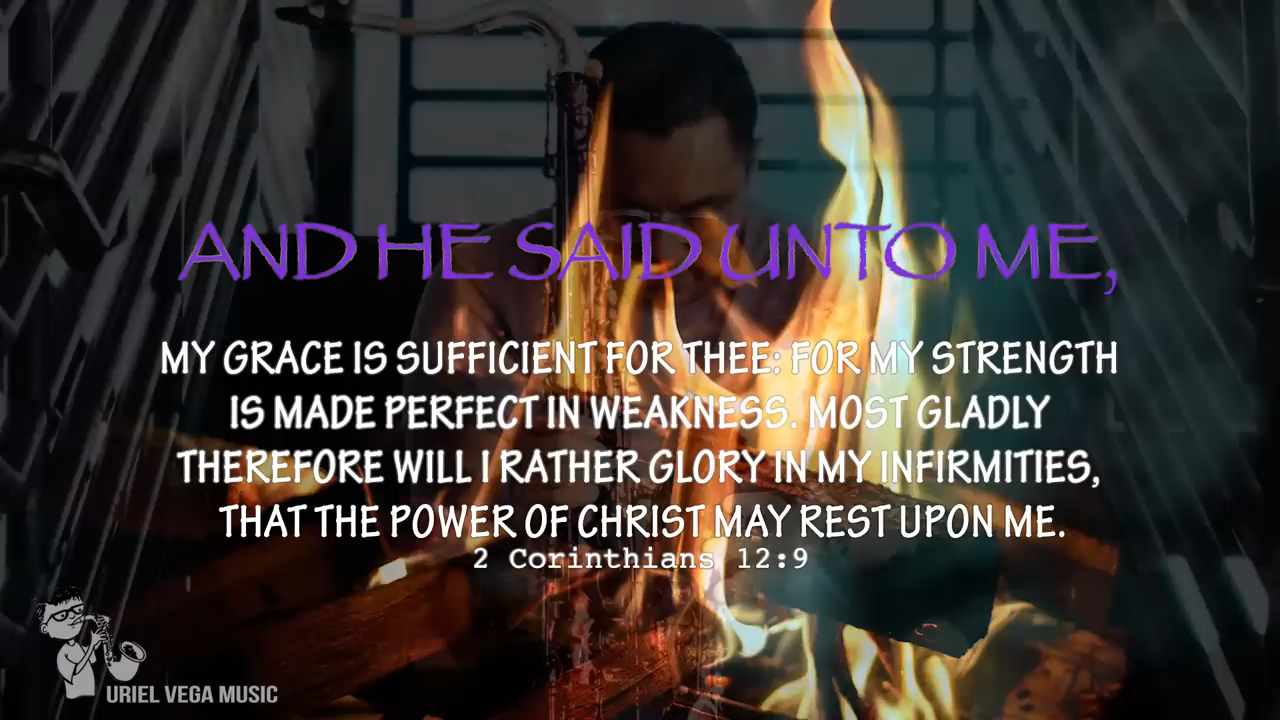 AND HE SAID UNTO ME,
MY GRACE IS SUFFICIENT FOR THEE: FOR MY STRENGTH
IS MADE PERFECT IN WEAKNESS. MOST GLADLY
THEREFORE WILL I RATHER GLORY IN MY INFIRMITIES,
THAT THE POWER OF CHRIST MAY REST UPON ME.
2 Corinthians 12:9
URIEL VEGA MUSIC